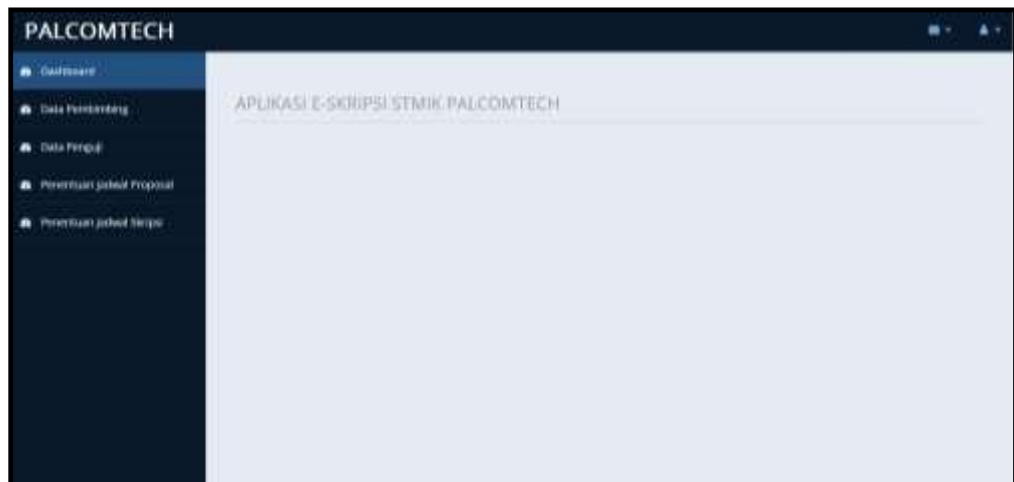 PALCOMTECH
Dashboard
Data Pembimbing
Data Penguji
Penentuan Jadwal Proposal
Penentuan Jadwal Skripsi
APLIKASI E-SKRIPSI STMIK PALCOMTECH